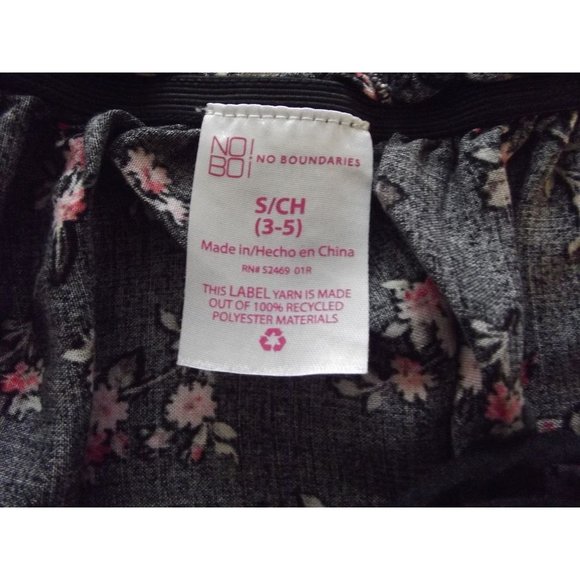 NO!
BOi
NO BOUNDARIES
S/CH
(3-5)
Made in/Hecho en China
RN# 52469 01R
THIS LABEL YARN IS MADE
OUT OF 100% RECYCLED
POLYESTER MATERIALS